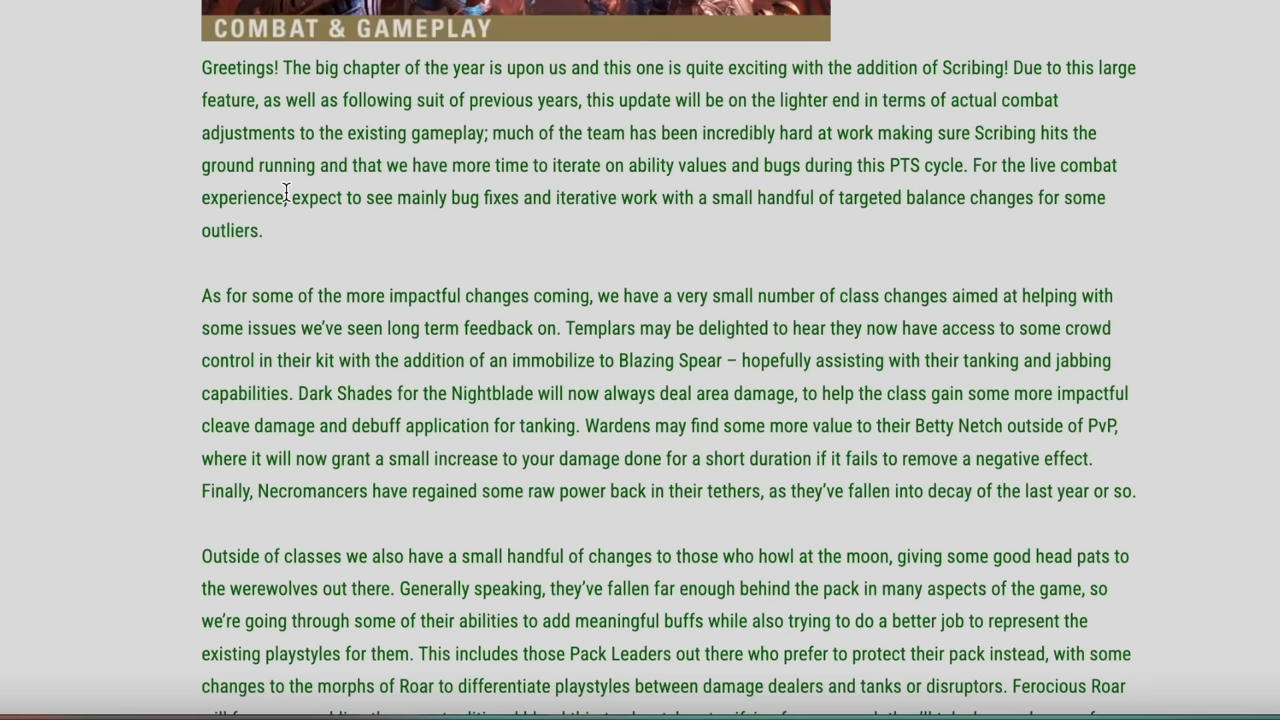 COMBAT & GAMEPLAY
Greetings! The big chapter of the year is upon us and this one is quite exciting with the addition of Scribing! Due to this large
feature, as well as following suit of previous years, this update will be on the lighter end in terms of actual combat
adjustments to the existing gameplay; much of the team has been incredibly hard at work making sure Scribing hits the
ground running and that we have more time to iterate on ability values and bugs during this PTS cycle. For the live combat
experience, expect to see mainly bug fixes and iterative work with a small handful of targeted balance changes for some
outliers.
As for some of the more impactful changes coming, we have a very small number of class changes aimed at helping with
some issues we’ve seen long term feedback on. Templars may be delighted to hear they now have access to some crowd
control in their kit with the addition of an immobilize to Blazing Spear – hopefully assisting with their tanking and jabbing
capabilities. Dark Shades for the Nightblade will now always deal area damage, to help the class gain some more impactful
cleave damage and debuff application for tanking. Wardens may find some more value to their Betty Netch outside of PvP,
where it will now grant a small increase to your damage done for a short duration if it fails to remove a negative effect.
Finally, Necromancers have regained some raw power back in their tethers, as they’ve fallen into decay of the last year or so.
Outside of classes we also have a small handful of changes to those who howl at the moon, giving some good head pats to
the werewolves out there. Generally speaking, they’ve fallen far enough behind the pack in many aspects of the game, so
we’re going through some of their abilities to add meaningful buffs while also trying to do a better job to represent the
existing playstyles for them. This includes those Pack Leaders out there who prefer to protect their pack instead, with some
changes to the morphs of Roar to differentiate playstyles between damage dealers and tanks or disruptors. Ferocious Roar